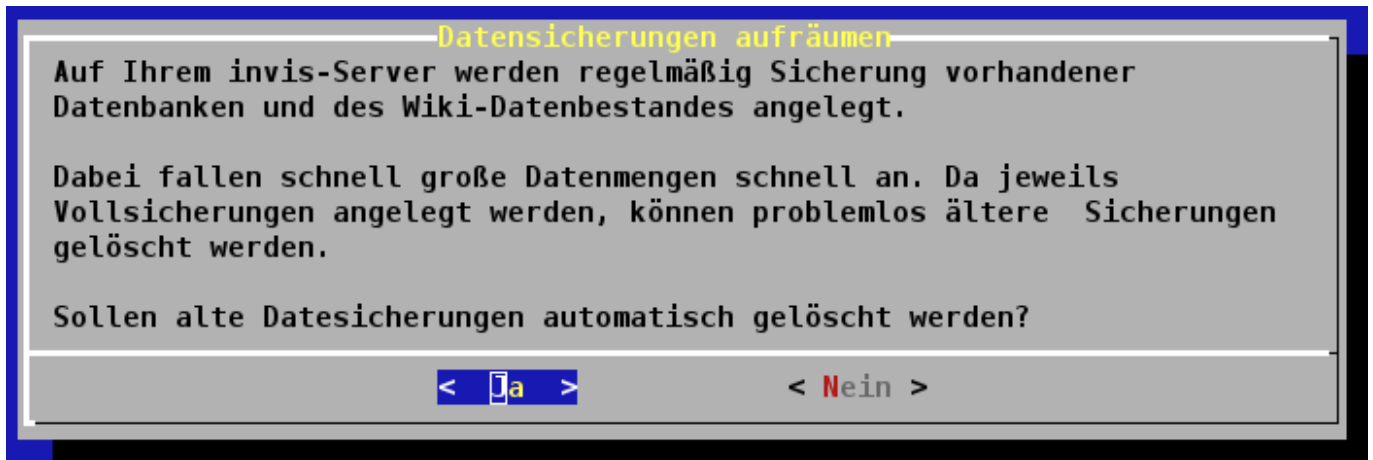 Datensicherungen aufräumen
Auf Ihrem invis-Server werden regelmäßig Sicherung vorhandener
Datenbanken und des Wiki-Datenbestandes angelegt.
Dabei fallen schnell große Datenmengen schnell an. Da jeweils
Vollsicherungen angelegt werden, können problemlos ältere  Sicherungen
gelöscht werden.
Sollen alte Datesicherungen automatisch gelöscht werden?
<  Ja  > < Nein >